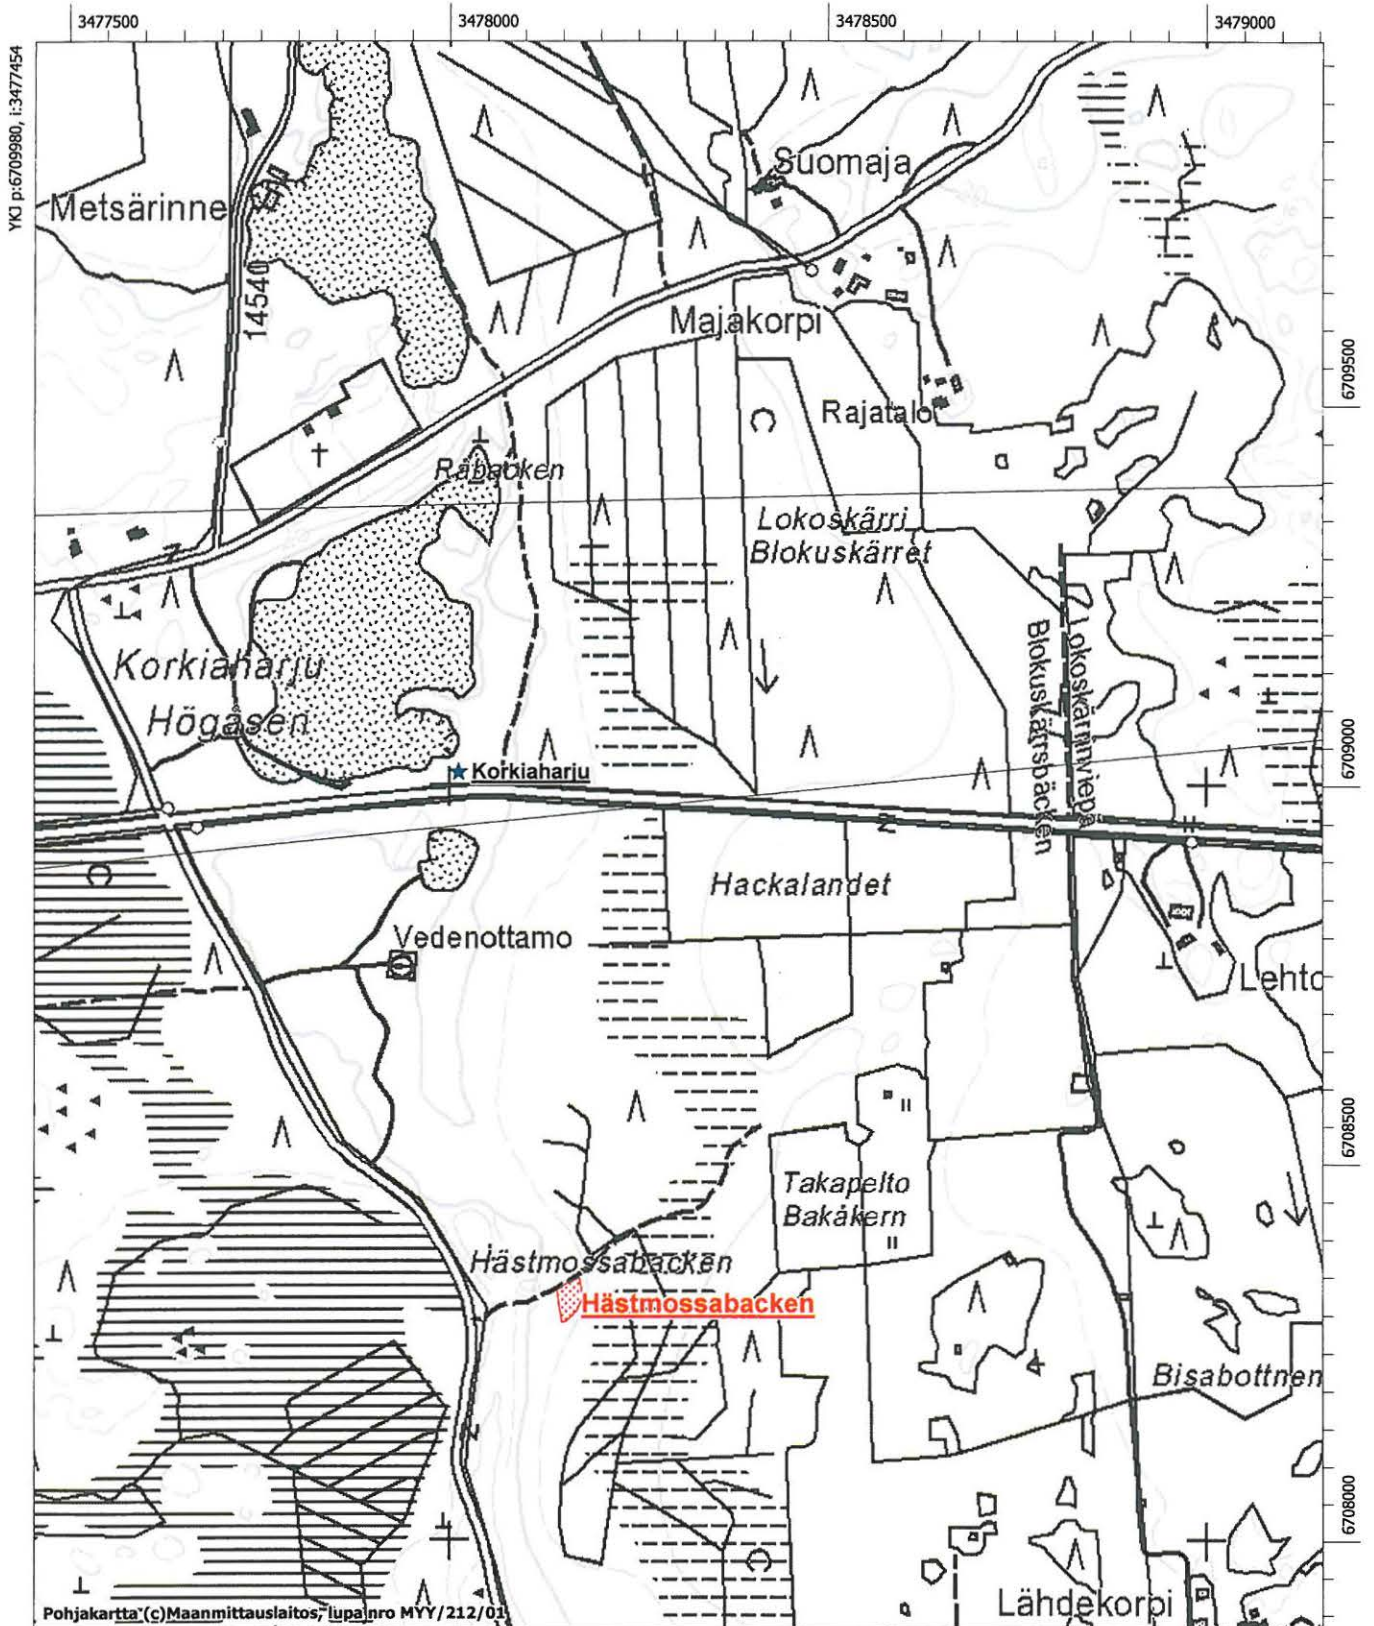 3477500
3478000
3478500
3479000
YKJ p:6709980, i:3477454
Suomaja
Metsärinne
14540
Majakorpi
6709500
Rajatalo
Råbacken
Lokoskärri
Blokuskärret
Korkiaharju
Högåsen
Blokuskärrsbäcken
6709000
Korkiaharju
Hackalandet
Vedenottamo
Lehto
6708500
Takapelto
Bakåkern
Hästmossabacken
Hästmossabacken
Bisabottnen
6708000
Lähdekorpi
Pohjakartta (c)Maanmittauslaitos, lupa nro MYY/212/01